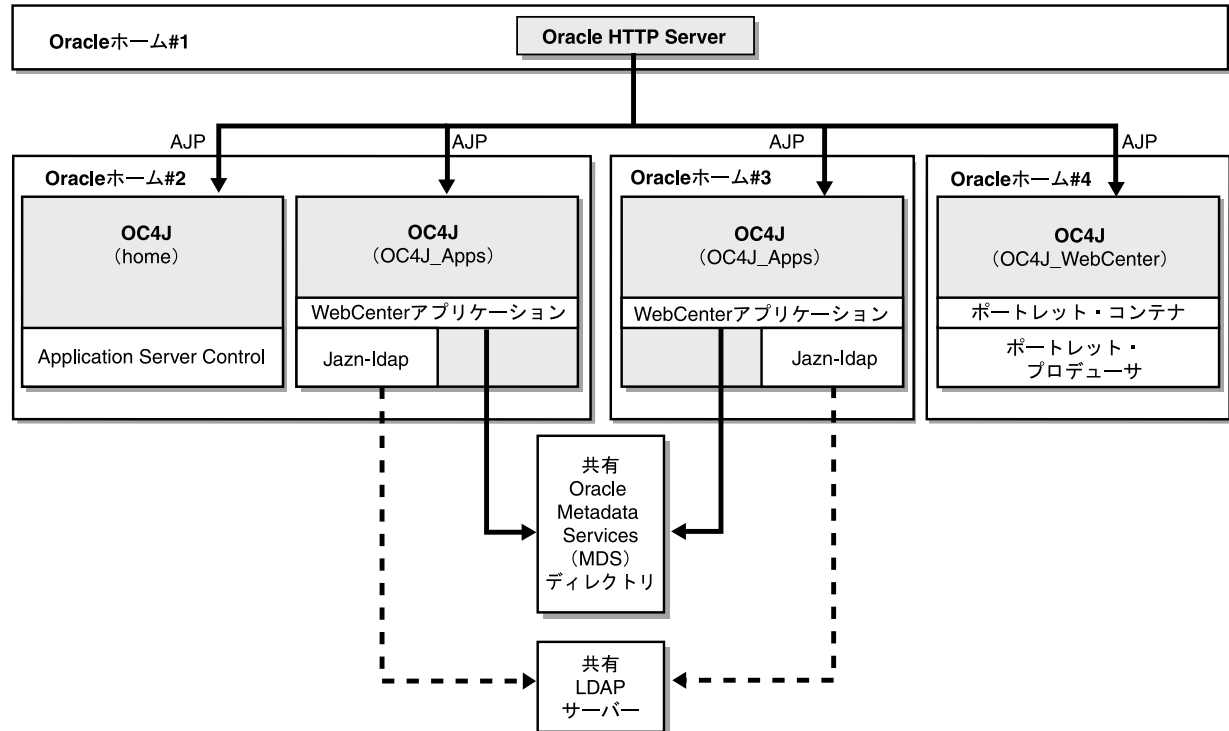 Oracleホーム#1
Oracle HTTP Server
AJP
AJP
AJP
AJP
Oracleホーム#2
OC4J
（home）
Application Server Control
OC4J
（OC4J_Apps）
WebCenterアプリケーション
Jazn-ldap
Oracleホーム#3
OC4J
（OC4J_Apps）
WebCenterアプリケーション
Jazn-ldap
Oracleホーム#4
OC4J
（OC4J_WebCenter）
ポートレット・コンテナ
ポートレット・
プロデューサ
共有
Oracle
Metadata
Services
（MDS）
ディレクトリ
共有
LDAP
サーバー